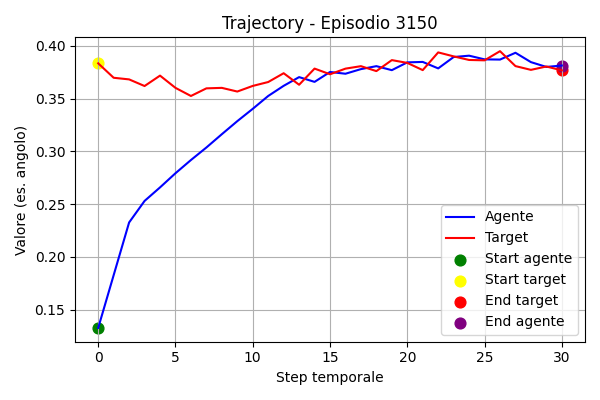 Trajectory - Episodio 3150
Valore (es. angolo)
0.40
0.35
0.30
0.25
0.20
0.15
0
5
10
15
20
25
30
Step temporale
Agente
Target
Start agente
Start target
End target
End agente